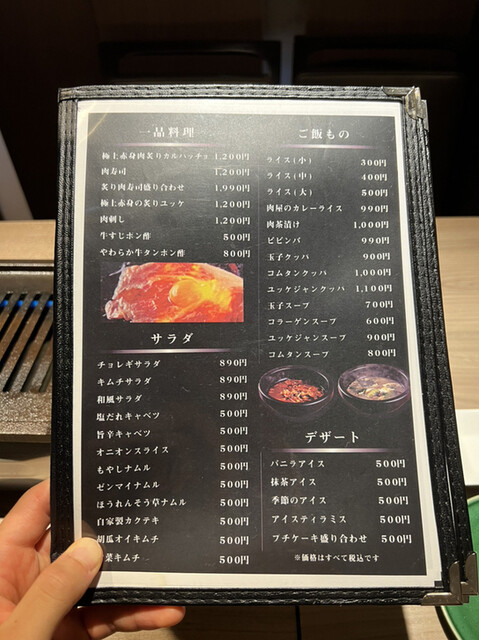 一品料理
極上赤身肉炙りカルパッチョ 1,200円
肉寿司 1,200円
炙り肉寿司盛り合わせ 1,990円
極上赤身の炙りユッケ 1,200円
肉刺し 1,200円
牛すじポン酢 500円
やわらか牛タンポン酢 800円
サラダ
チョレギサラダ 890円
キムチサラダ 890円
和風サラダ 890円
塩だれキャベツ 500円
旨辛キャベツ 500円
オニオンスライス 500円
もやしナムル 500円
ゼンマイナムル 500円
ほうれんそう草ナムル 500円
自家製カクテキ 500円
胡瓜オイキムチ 500円
菜キムチ 500円
ご飯もの
ライス(小) 300円
ライス(中) 400円
ライス(大) 500円
肉屋のカレーライス 990円
肉茶漬け 1,000円
ビビンバ 990円
玉子クッパ 900円
コムタンクッパ 1,000円
ユッケジャンクッパ 1,100円
玉子スープ 700円
コラーゲンスープ 600円
ユッケジャンスープ 900円
コムタンスープ 800円
デザート
バニラアイス 500円
抹茶アイス 500円
季節のアイス 500円
アイスティラミス 500円
プチケーキ盛り合わせ 500円
※価格はすべて税込です